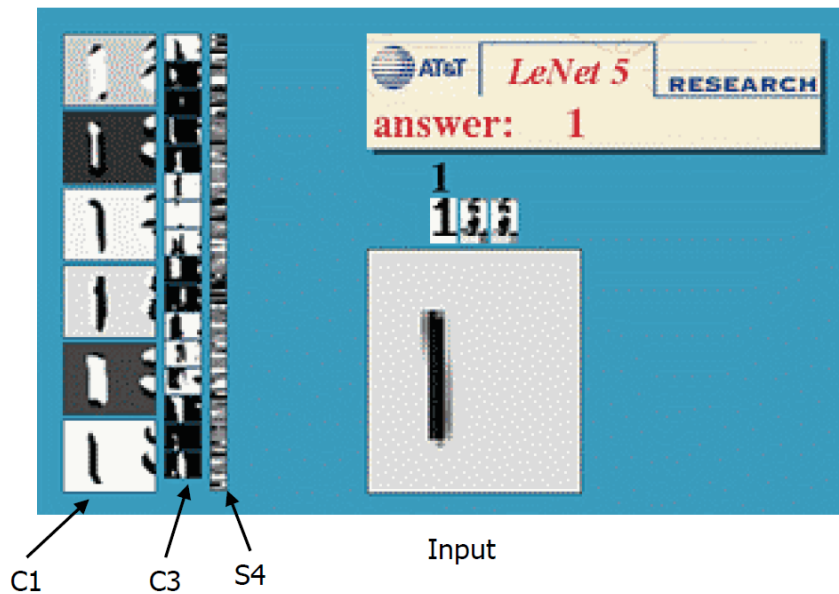 AT&T
LeNet 5
RESEARCH
answer: 1
1
1
C1
C3
S4
Input